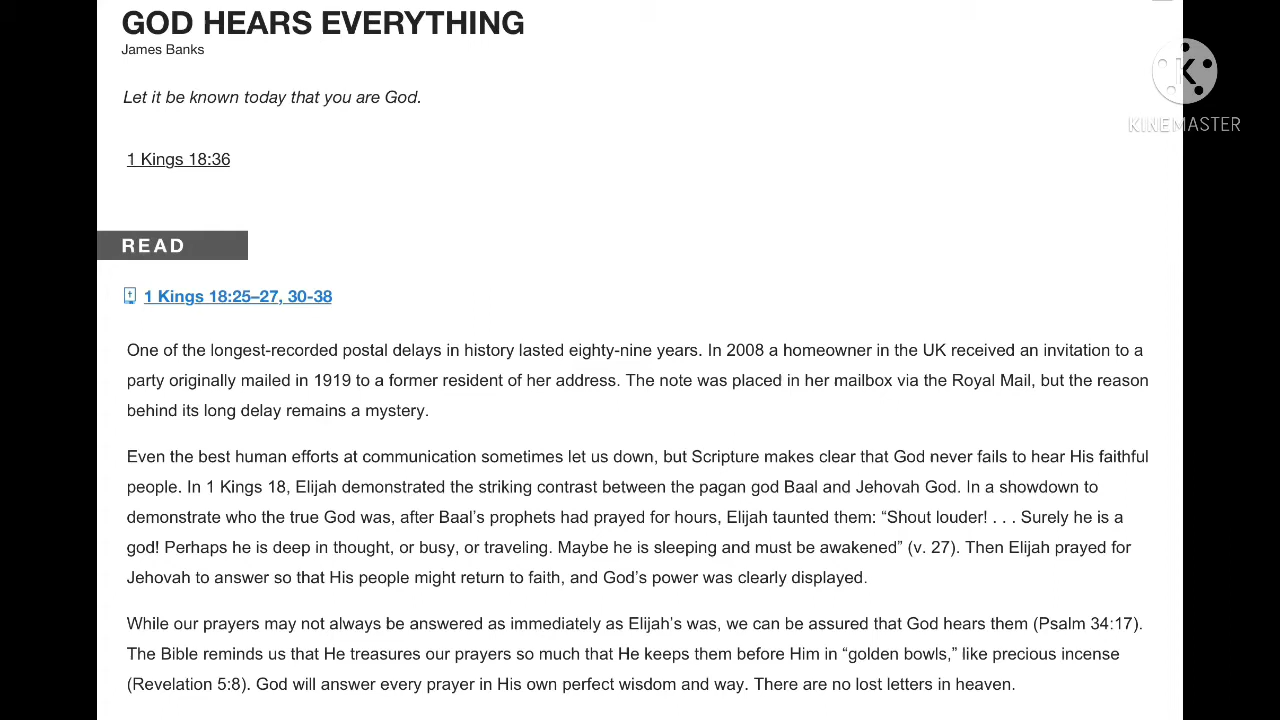 GOD HEARS EVERYTHING
James Banks
Let it be known today that you are God.
1 Kings 18:36
READ
1 Kings 18:25–27, 30-38
One of the longest-recorded postal delays in history lasted eighty-nine years. In 2008 a homeowner in the UK received an invitation to a
party originally mailed in 1919 to a former resident of her address. The note was placed in her mailbox via the Royal Mail, but the reason
behind its long delay remains a mystery.
Even the best human efforts at communication sometimes let us down, but Scripture makes clear that God never fails to hear His faithful
people. In 1 Kings 18, Elijah demonstrated the striking contrast between the pagan god Baal and Jehovah God. In a showdown to
demonstrate who the true God was, after Baal’s prophets had prayed for hours, Elijah taunted them: “Shout louder! . . . Surely he is a
god! Perhaps he is deep in thought, or busy, or traveling. Maybe he is sleeping and must be awakened” (v. 27). Then Elijah prayed for
Jehovah to answer so that His people might return to faith, and God’s power was clearly displayed.
While our prayers may not always be answered as immediately as Elijah’s was, we can be assured that God hears them (Psalm 34:17).
The Bible reminds us that He treasures our prayers so much that He keeps them before Him in “golden bowls,” like precious incense
(Revelation 5:8). God will answer every prayer in His own perfect wisdom and way. There are no lost letters in heaven.
K
KINEMASTER